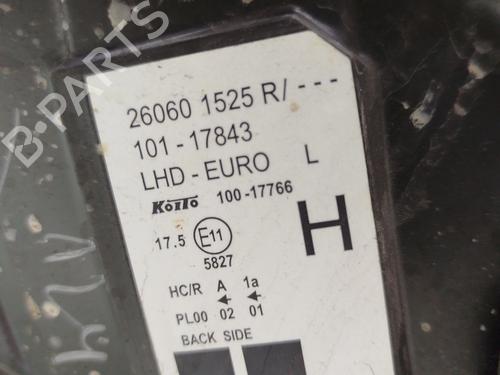 26060 1525 R/ - - -
101 - 17843
LHD - EURO L
KOITO 100-17766
H
17.5 E11
5827
HC/R A 1a
PL00 02 01
BACK SIDE
B-PARTS